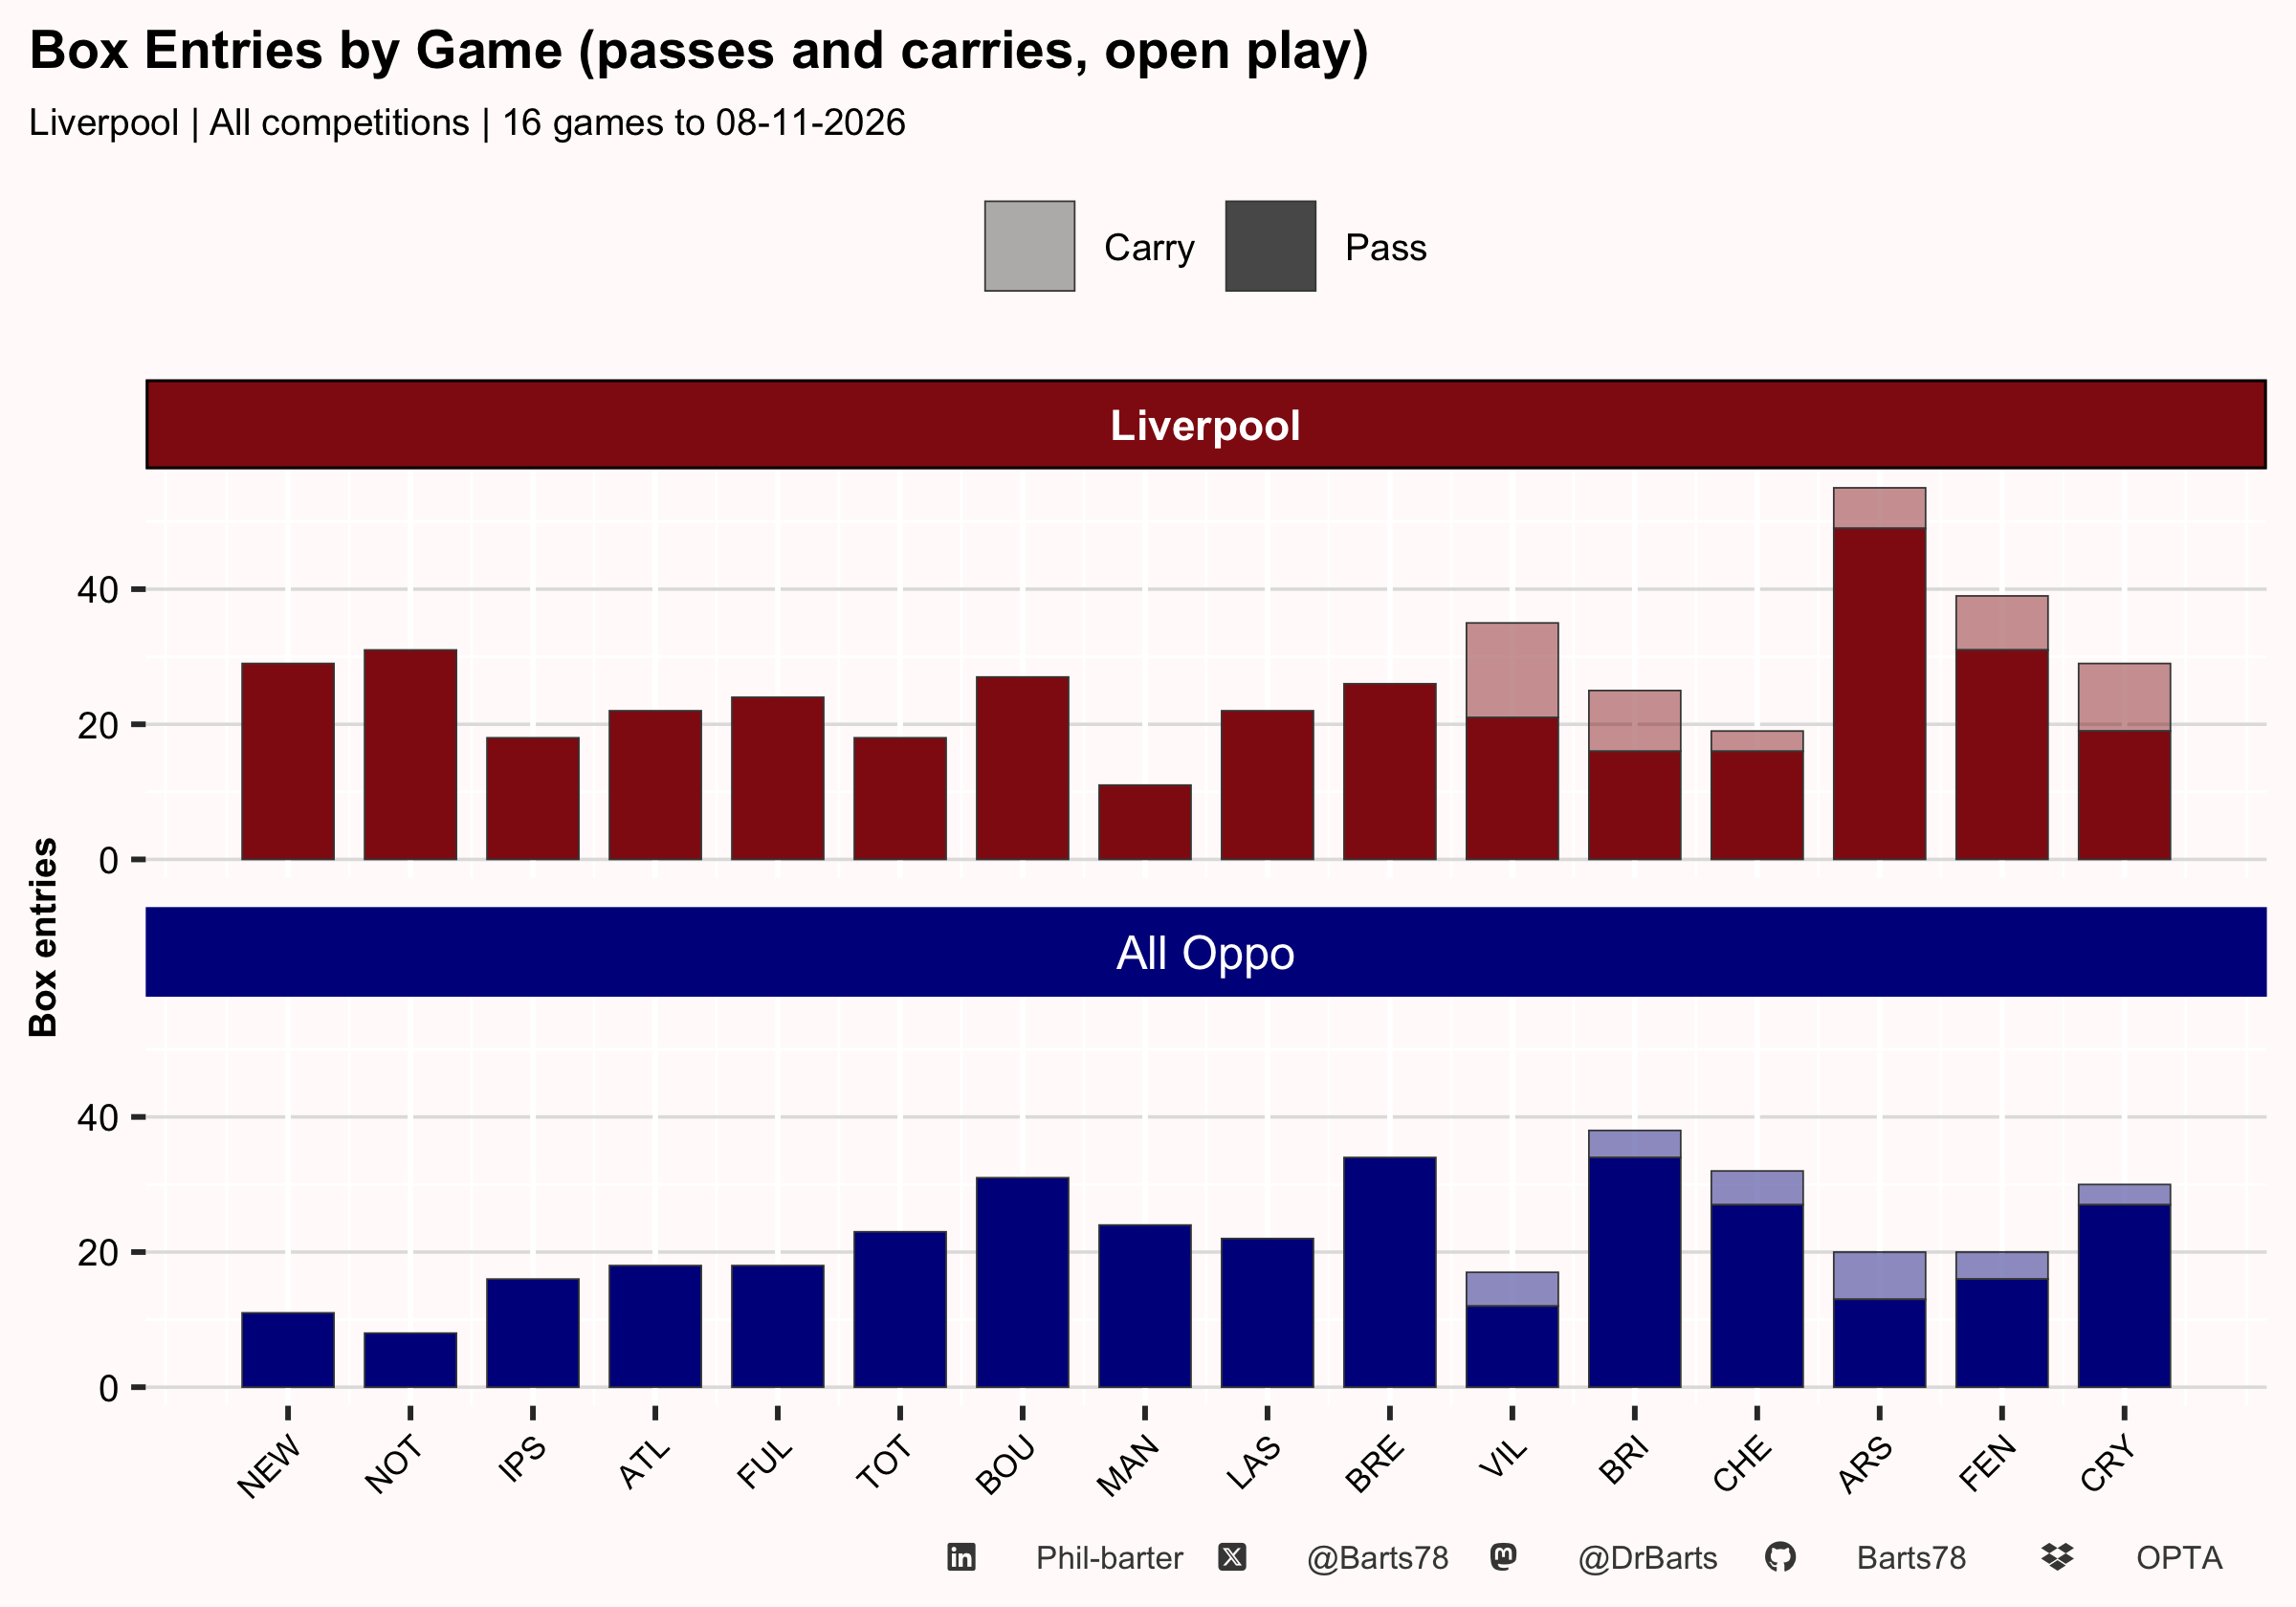 Box Entries by Game (passes and carries, open play)
Liverpool | All competitions | 16 games to 08-11-2026
Carry Pass
Liverpool
40
20
0
Box entries
All Oppo
40
20
0
NEW NOT IPS ATL FUL TOT BOU MAN LAS BRE VIL BRI CHE ARS FEN CRY
Phil-barter @Barts78 @DrBarts Barts78 OPTA